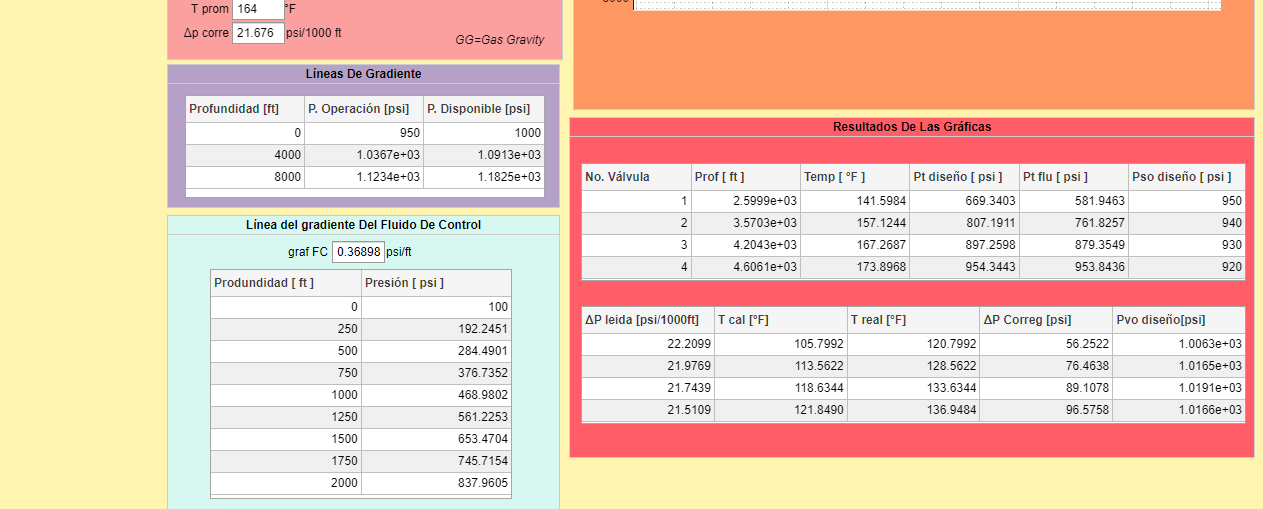 T prom 164 °F
Δp corre 21.676 psi/1000 ft
GG=Gas Gravity
Líneas De Gradiente
Profundidad [ft] P. Operación [psi] P. Disponible [psi]
0 950 1000
4000 1.0367e+03 1.0913e+03
8000 1.1234e+03 1.1825e+03
Línea del gradiente Del Fluido De Control
graf FC 0.36898 psi/ft
Produndidad [ ft ] Presión [ psi ]
0 100
250 192.2451
500 284.4901
750 376.7352
1000 468.9802
1250 561.2253
1500 653.4704
1750 745.7154
2000 837.9605
Resultados De Las Gráficas
No. Válvula Prof [ ft ] Temp [ °F ] Pt diseño [ psi ] Pt flu [ psi ] Pso diseño [ psi ]
1 2.5999e+03 141.5984 669.3403 581.9463 950
2 3.5703e+03 157.1244 807.1911 761.8257 940
3 4.2043e+03 167.2687 897.2598 879.3549 930
4 4.6061e+03 173.8968 954.3443 953.8436 920
ΔP leida [psi/1000ft] T cal [°F] T real [°F] ΔP Correg [psi] Pvo diseño[psi]
22.2099 105.7992 120.7992 56.2522 1.0063e+03
21.9769 113.5622 128.5622 76.4638 1.0165e+03
21.7439 118.6344 133.6344 89.1078 1.0191e+03
21.5109 121.8490 136.9484 96.5758 1.0166e+03